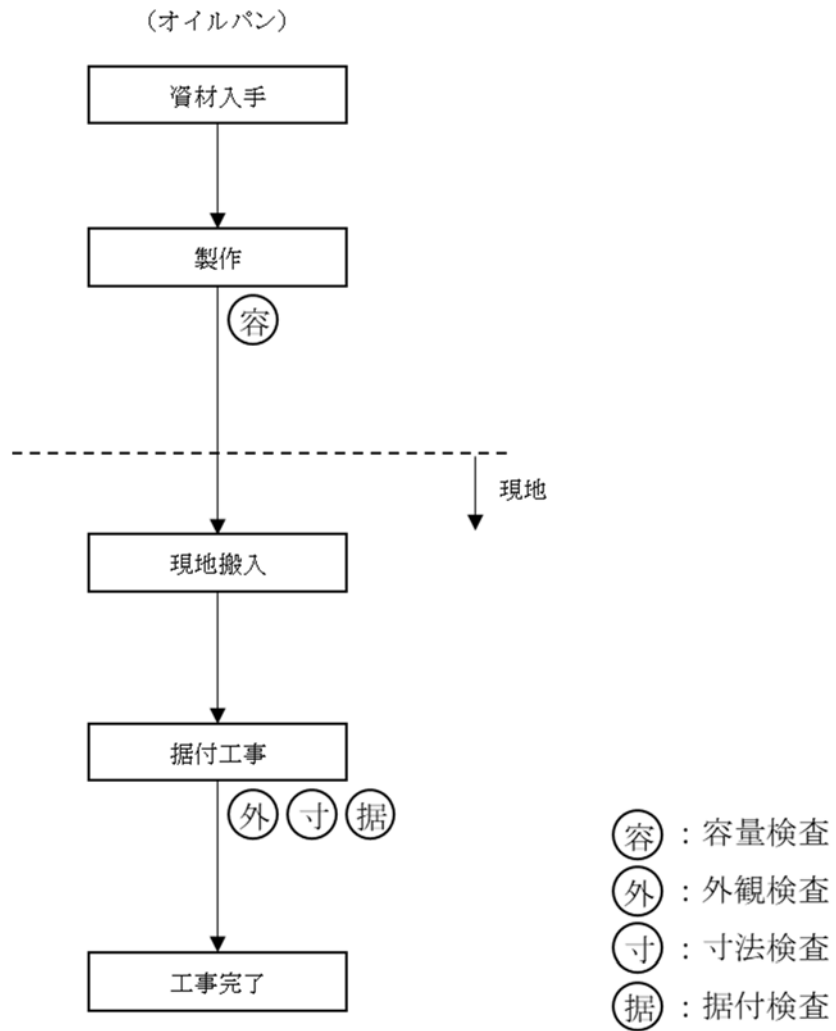 (オイルパン)
資材入手
製作
容
現地
現地搬入
据付工事
外 寸 据
工事完了
容：容量検査
外：外観検査
寸：寸法検査
据：据付検査